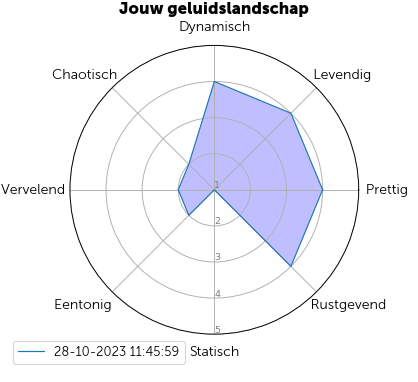 Jouw geluidslandschap
Dynamisch
Chaotisch
Levendig
Vervelend
1
Prettig
2
3
4
Eentonig
Rustgevend
5
28-10-2023 11:45:59
Statisch